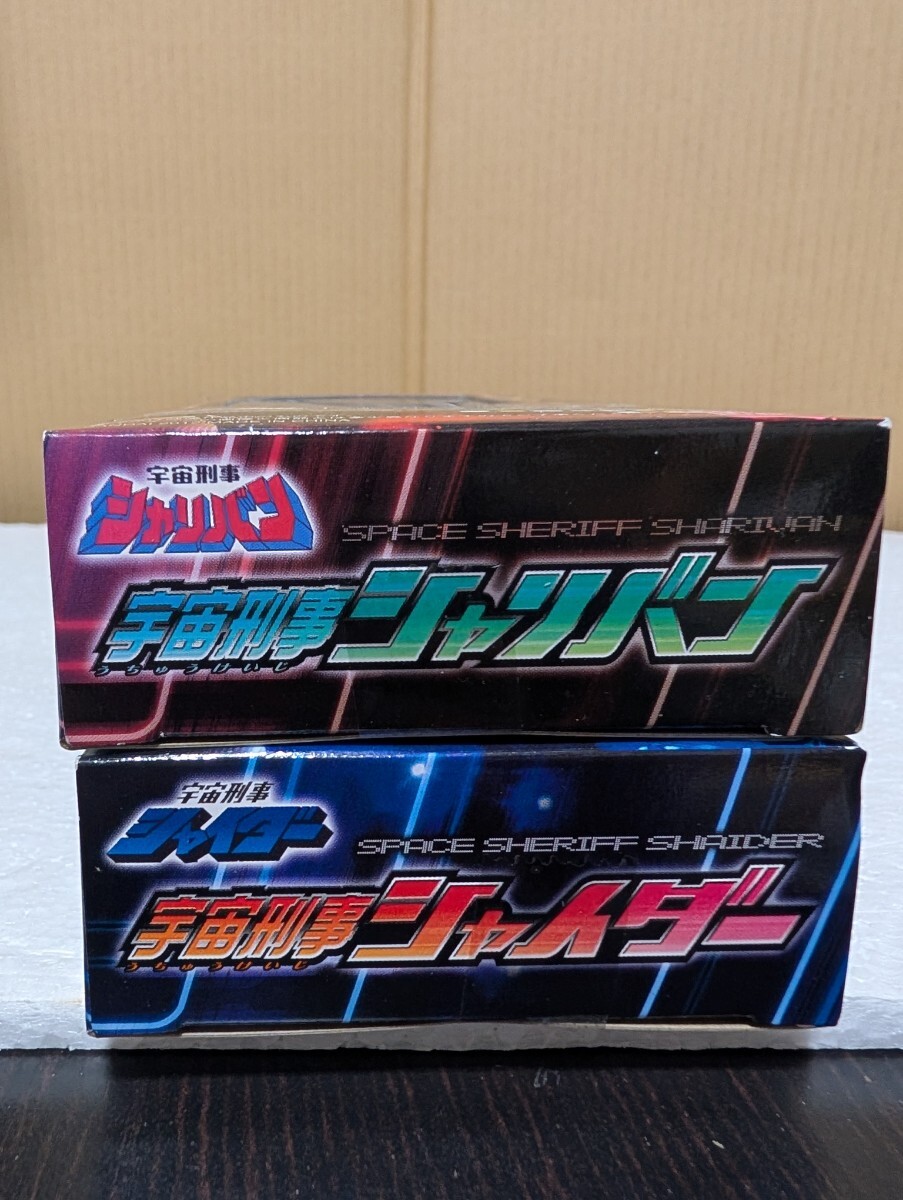 宇宙刑事
シャリバン
SPACE SHERIFF SHARIVAN
宇宙刑事シャリバン
うちゅうけいじ
宇宙刑事
シャイダー
SPACE SHERIFF SHAIDER
宇宙刑事シャイダー
うちゅうけいじ